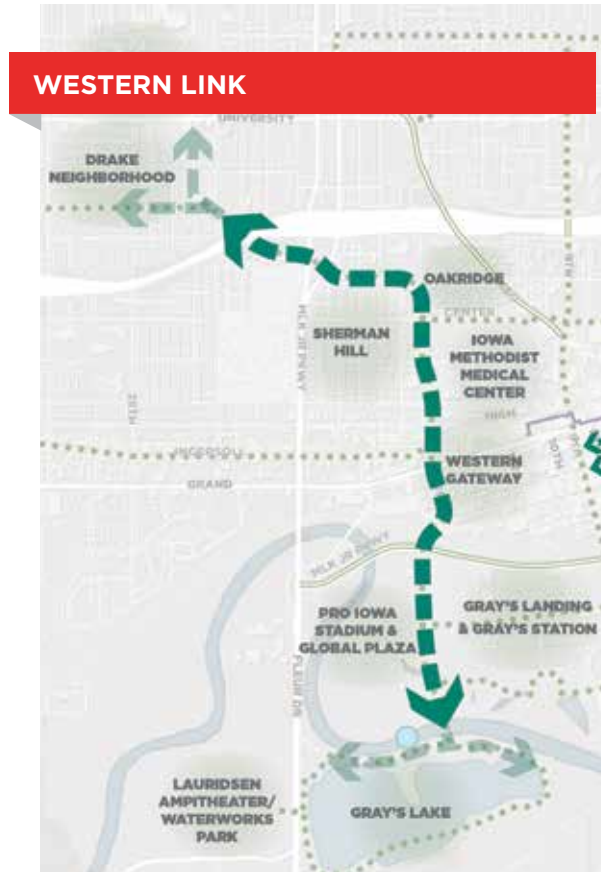 WESTERN LINK
UNIVERSITY
DRAKE
NEIGHBORHOOD
OAKRIDGE
CENTER
9TH
MLK JR PKWY
SHERMAN
HILL
IOWA
METHODIST
MEDICAL
CENTER
28TH
HIGH
INGERSOLL
10TH
WESTERN
GATEWAY
GRAND
MLK JR PKWY
PRO IOWA
STADIUM &
GLOBAL PLAZA
GRAY'S LANDING
& GRAY'S STATION
FLEUR DR
LAURIDSEN
AMPITHEATER/
WATERWORKS
PARK
GRAY'S LAKE